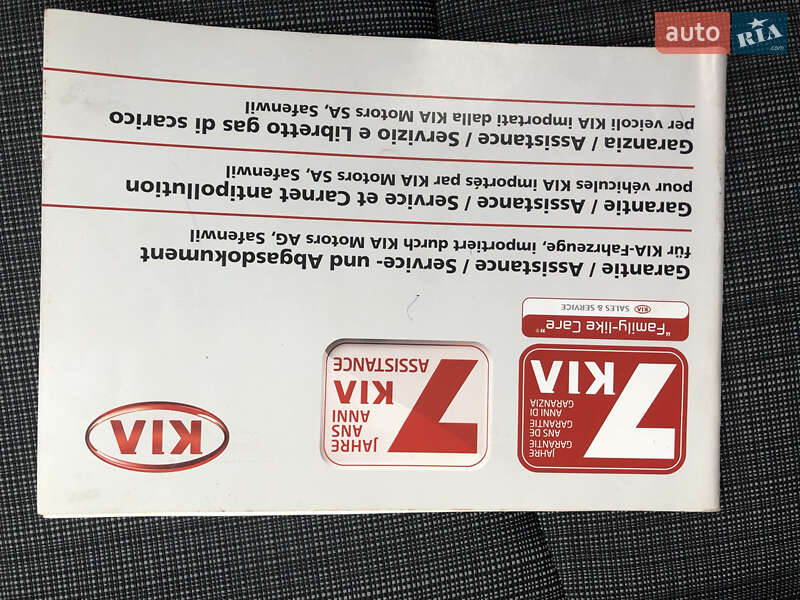 auto RIA .com
7 KIA
JAHRE
GARANTIE
ANS DE
GARANTIE
ANNI DI
GARANZIA
7 KIA
ASSISTANCE
JAHRE
ANS
ANNI
KIA
"Family-like Care"®
KIA SALES & SERVICE
Garantie / Assistance / Service- und Abgasdokument
für KIA-Fahrzeuge, importiert durch KIA Motors AG, Safenwil
Garantie / Assistance / Service et Carnet antipollution
pour véhicules KIA importés par KIA Motors SA, Safenwil
Garanzia / Assistance / Servizio e Libretto gas di scarico
per veicoli KIA importati dalla KIA Motors SA, Safenwil